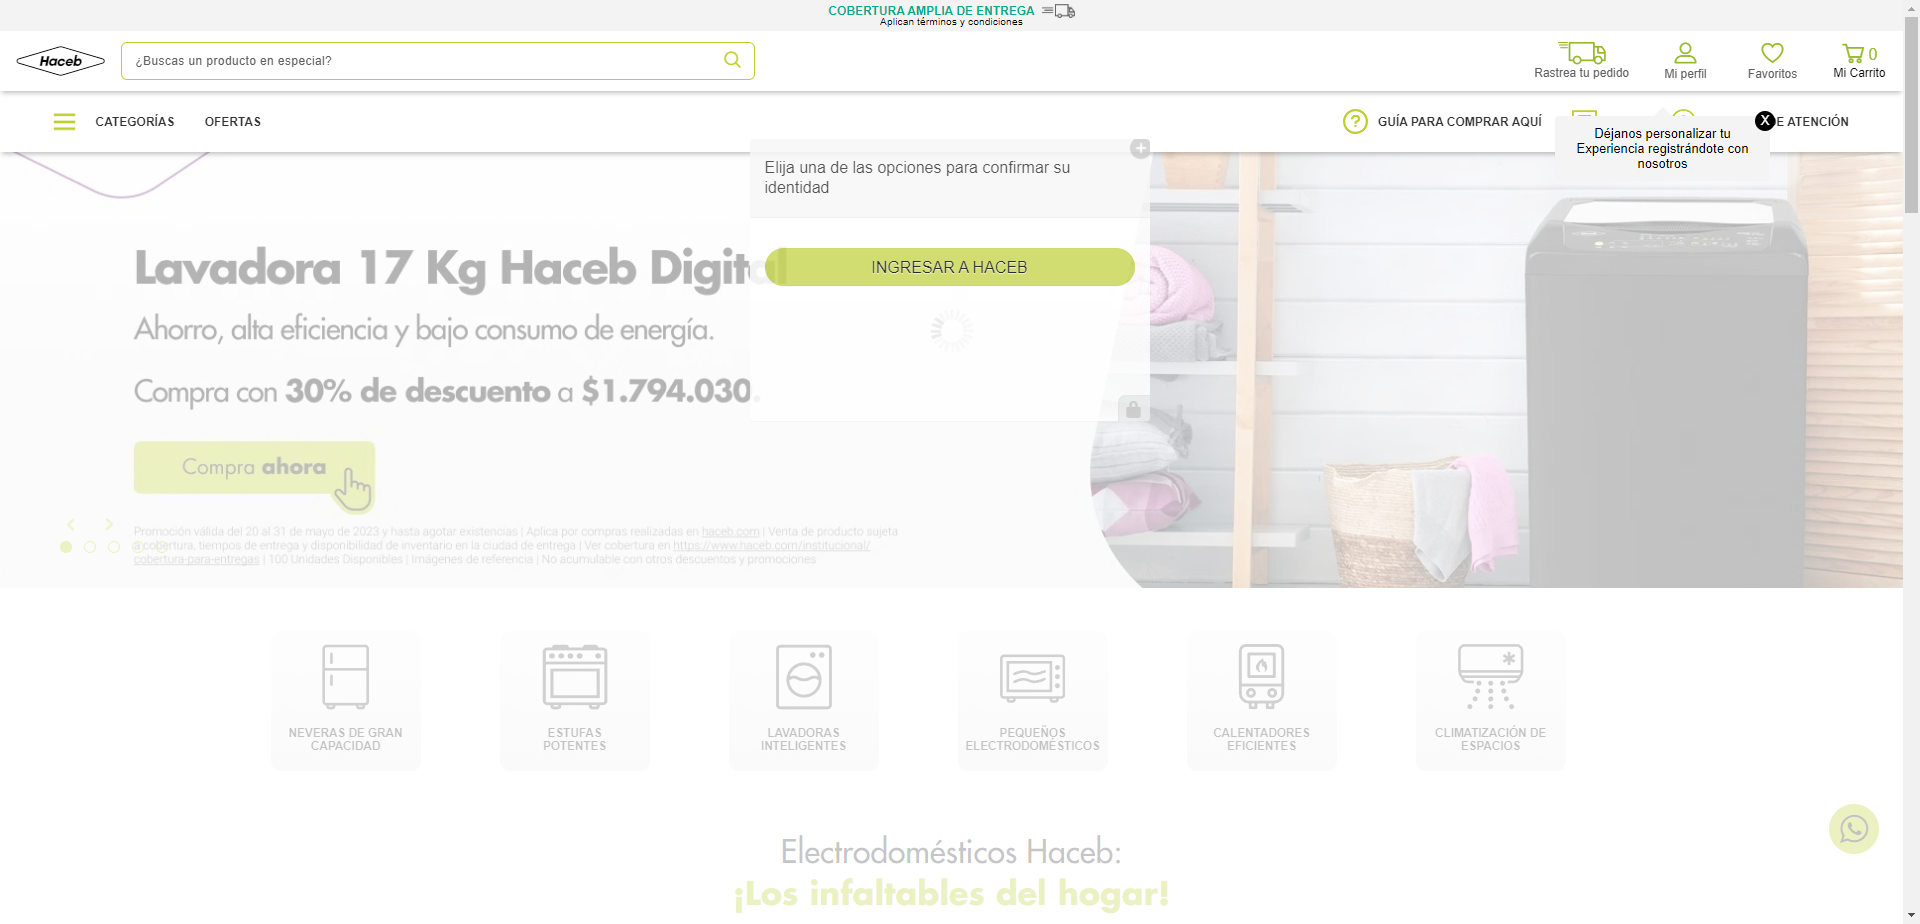 COBERTURA AMPLIA DE ENTREGA
Aplican términos y condiciones
Haceb
¿Buscas un producto en especial?
Rastrea tu pedido
Mi perfil
Favoritos
0
Mi Carrito
CATEGORÍAS
OFERTAS
? GUÍA PARA COMPRAR AQUÍ
E ATENCIÓN
X
Déjanos personalizar tu
Experiencia registrándote con
nosotros
Elija una de las opciones para confirmar su
identidad
INGRESAR A HACEB
Lavadora 17 Kg Haceb Digital
Ahorro, alta eficiencia y bajo consumo de energía.
Compra con 30% de descuento a $1.794.030.
Compra ahora
Promoción válida del 20 al 31 de mayo de 2023 y hasta agotar existencias | Aplica por compras realizadas en haceb.com | Venta de producto sujeta
a cobertura, tiempos de entrega y disponibilidad de inventario en la ciudad de entrega | Ver cobertura en https://www.haceb.com/institucional/
cobertura-para-entregas | 100 Unidades Disponibles | Imágenes de referencia | No acumulable con otros descuentos y promociones
NEVERAS DE GRAN
CAPACIDAD
ESTUFAS
POTENTES
LAVADORAS
INTELIGENTES
PEQUEÑOS
ELECTRODOMÉSTICOS
CALENTADORES
EFICIENTES
CLIMATIZACIÓN DE
ESPACIOS
Electrodomésticos Haceb:
¡Los infaltables del hogar!